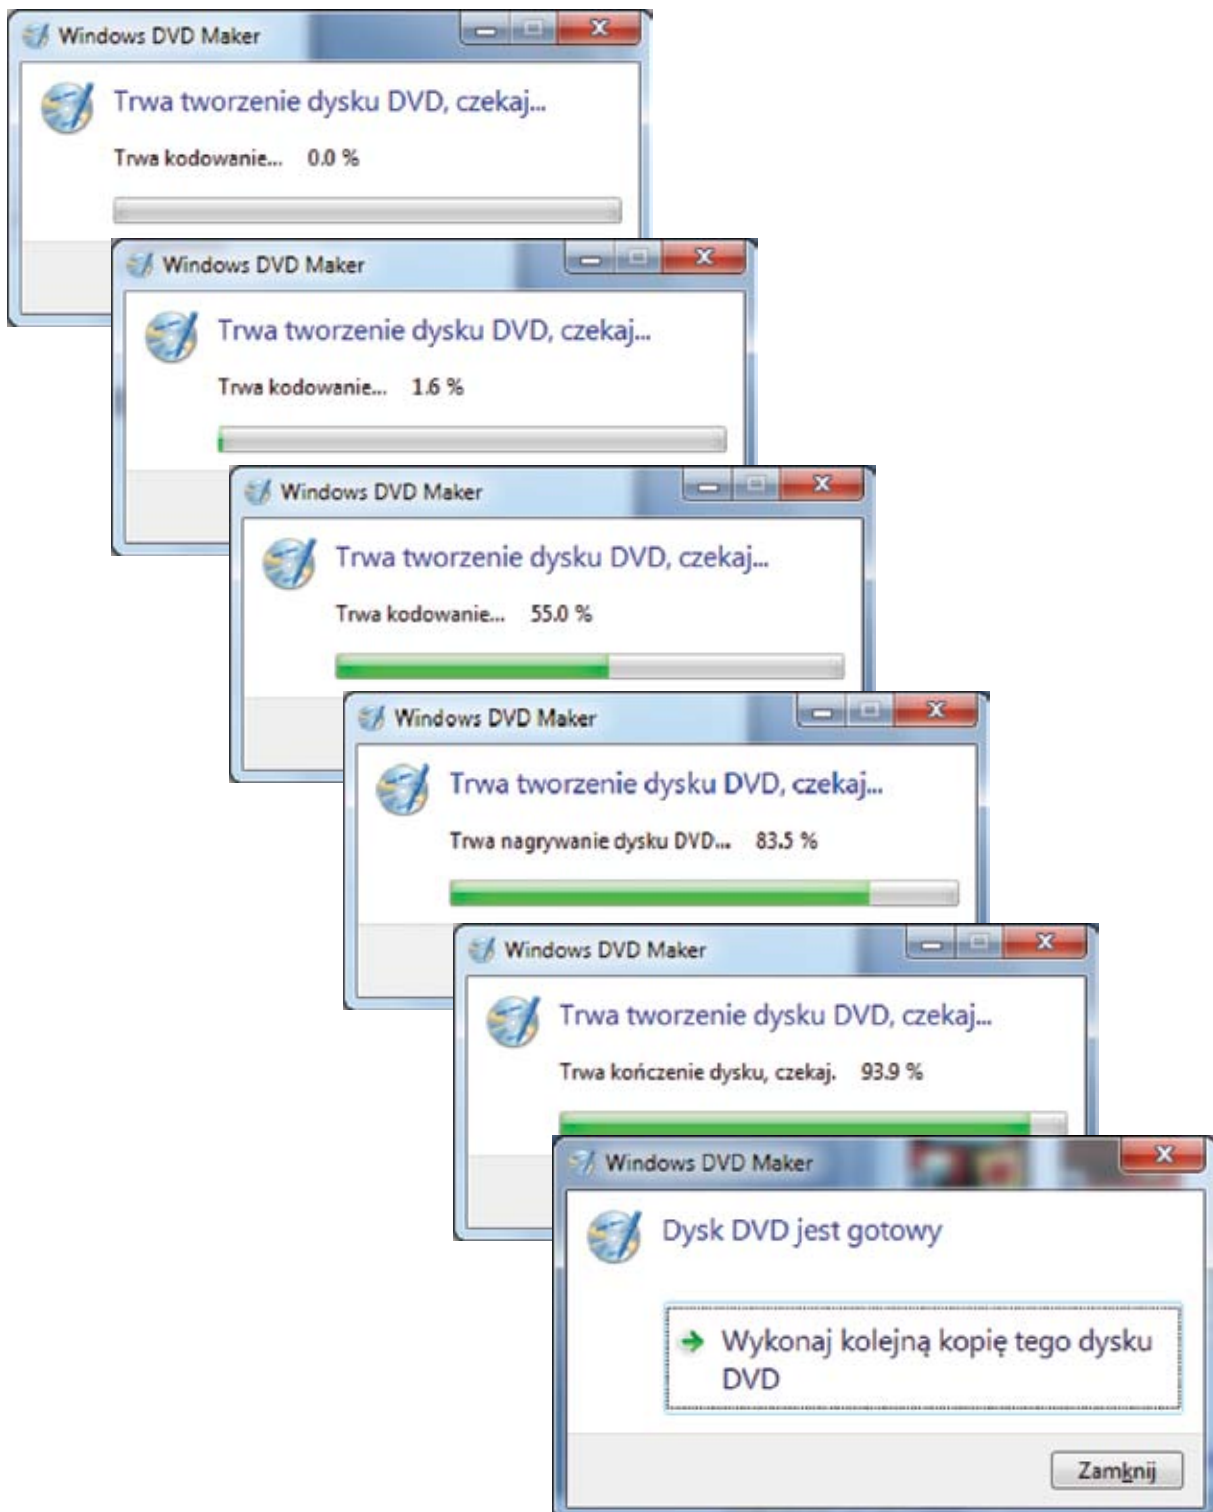 Windows DVD Maker
Trwa tworzenie dysku DVD, czekaj...
Trwa kodowanie... 0.0 %
Windows DVD Maker
Trwa tworzenie dysku DVD, czekaj...
Trwa kodowanie... 1.6 %
Windows DVD Maker
Trwa tworzenie dysku DVD, czekaj...
Trwa kodowanie... 55.0 %
Windows DVD Maker
Trwa tworzenie dysku DVD, czekaj...
Trwa nagrywanie dysku DVD... 83.5 %
Windows DVD Maker
Trwa tworzenie dysku DVD, czekaj...
Trwa kończenie dysku, czekaj. 93.9 %
Windows DVD Maker
Dysk DVD jest gotowy
Wykonaj kolejną kopię tego dysku
DVD
Zamknij